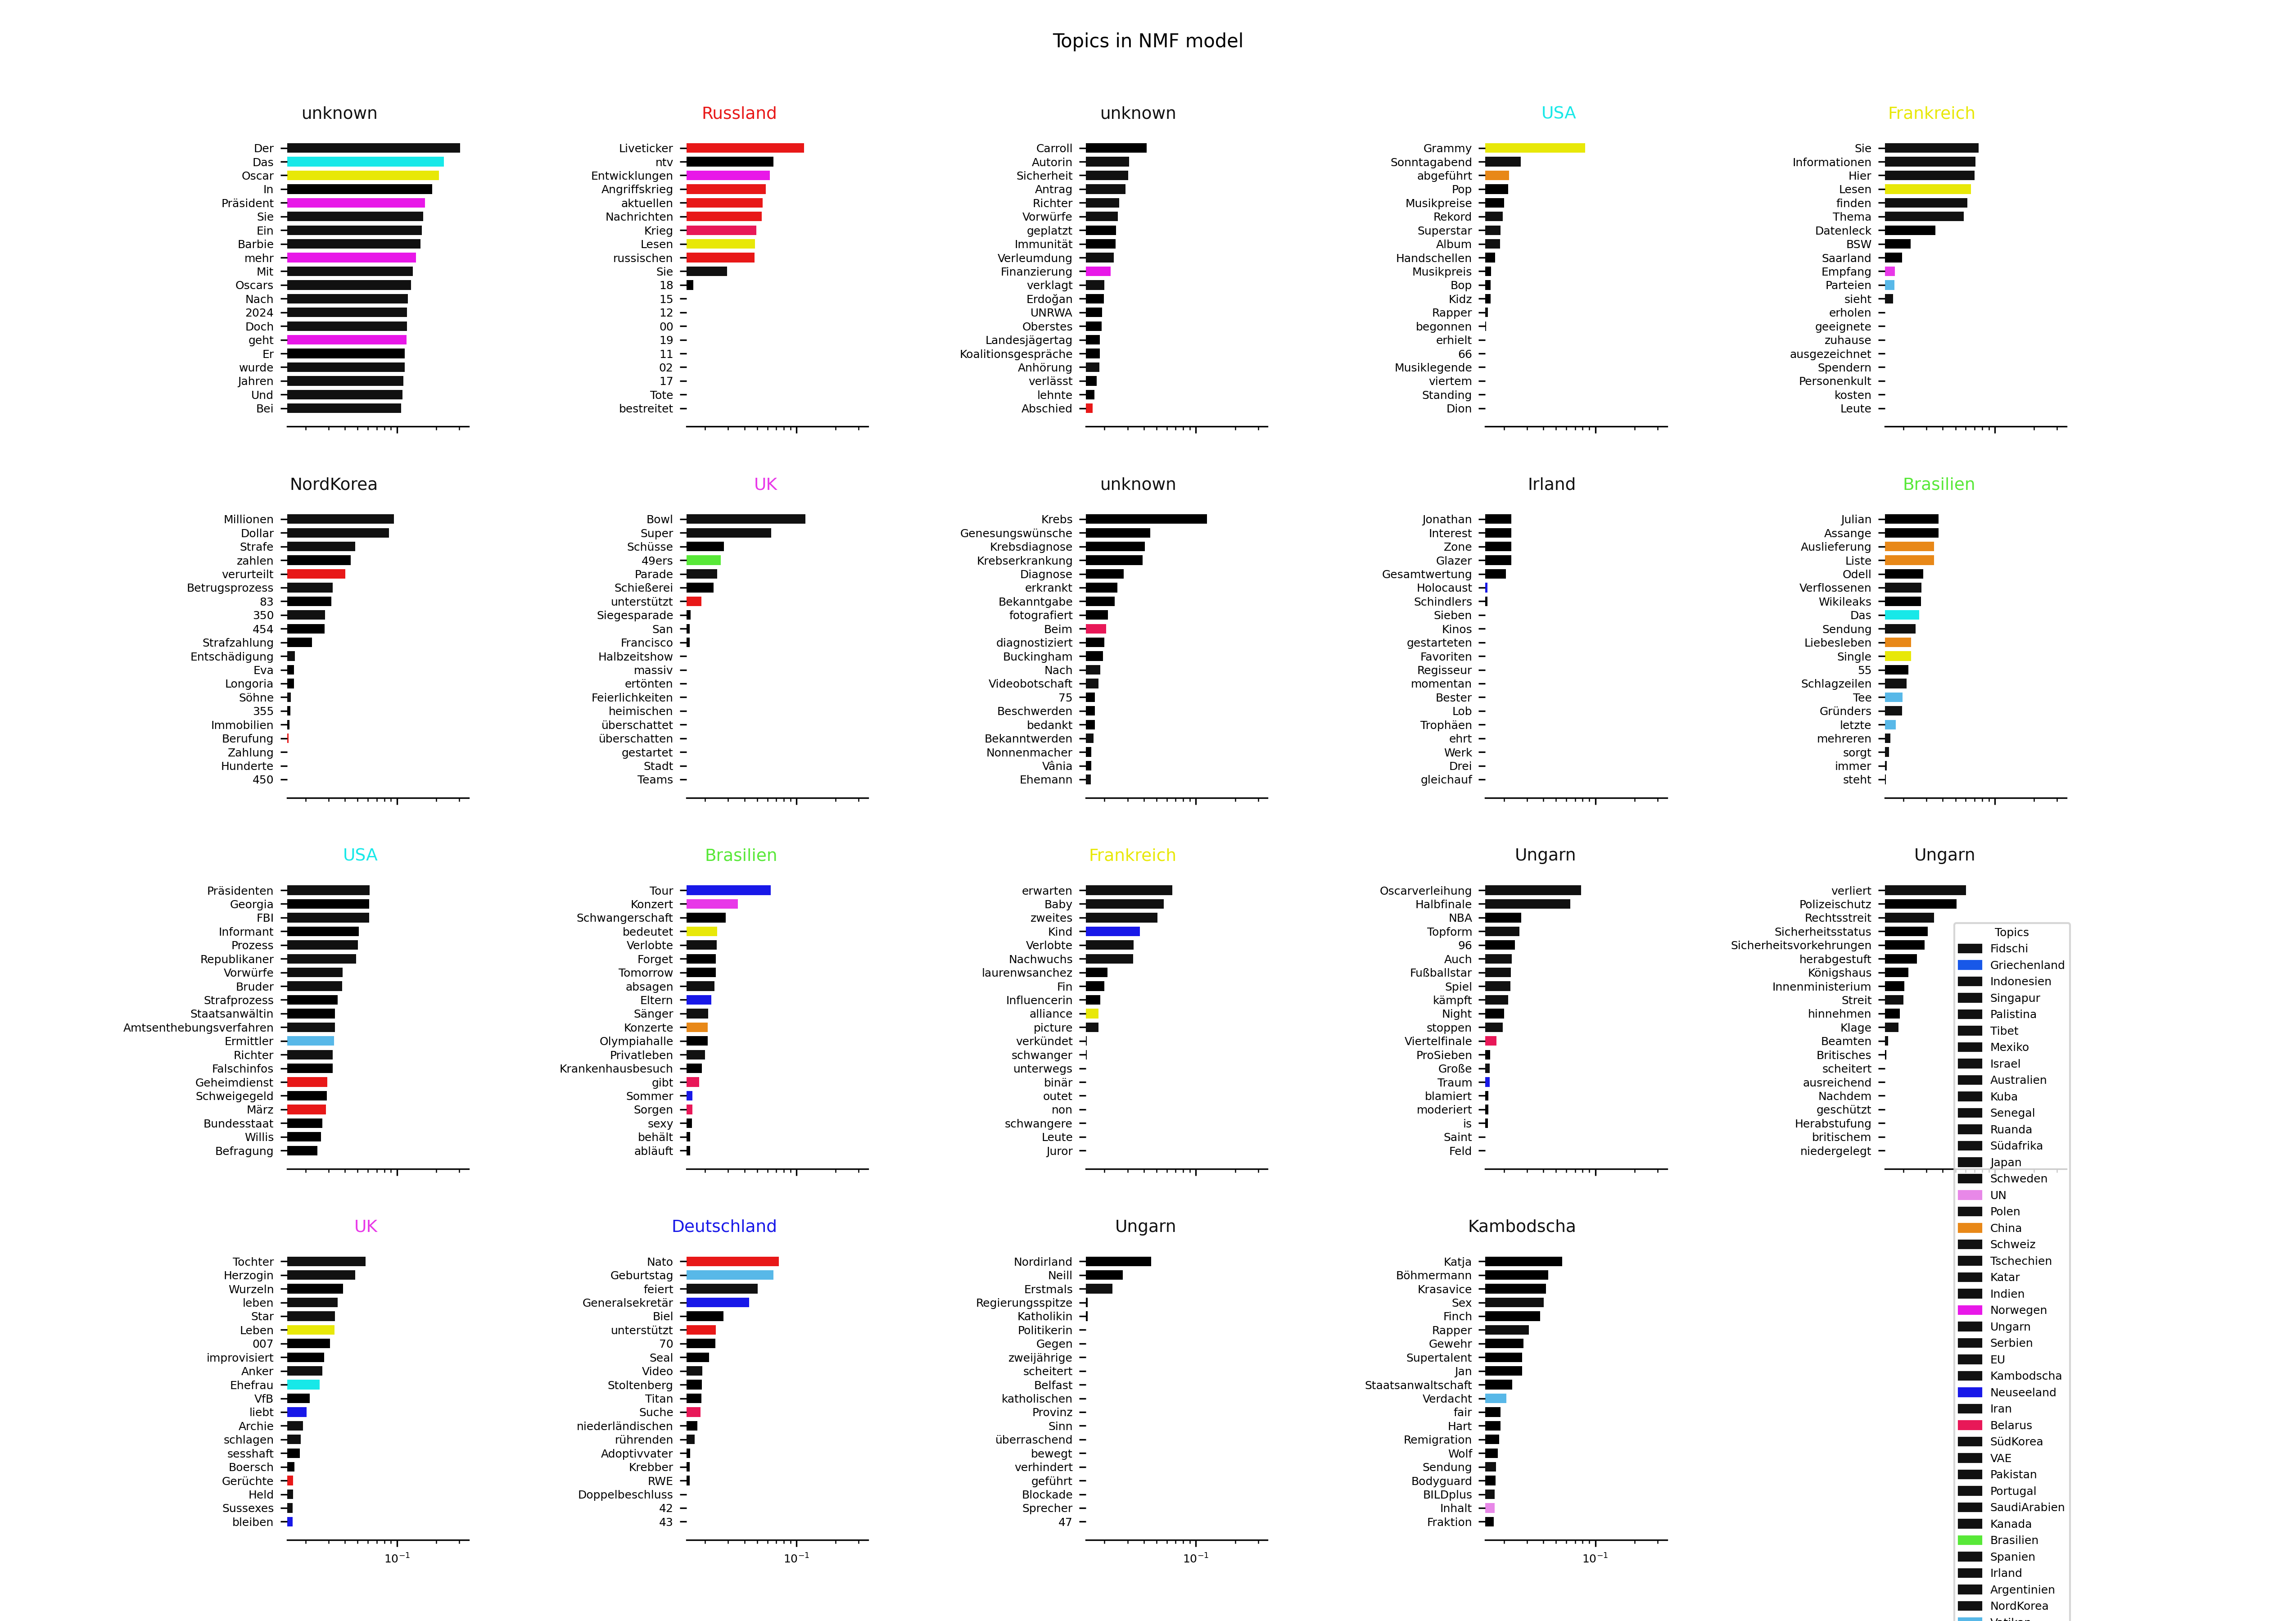 Topics in NMF model
unknown
Der
Das
Oscar
In
Präsident
Sie
Ein
Barbie
mehr
Mit
Oscars
Nach
2024
Doch
geht
Er
wurde
Jahren
Und
Bei
Russland
Liveticker
ntv
Entwicklungen
Angriffskrieg
aktuellen
Nachrichten
Krieg
Lesen
russischen
Sie
18
15
12
00
19
11
02
17
Tote
bestreitet
unknown
Carroll
Autorin
Sicherheit
Antrag
Richter
Vorwürfe
geplatzt
Immunität
Verleumdung
Finanzierung
verklagt
Erdoğan
UNRWA
Oberstes
Landesjägertag
Koalitionsgespräche
Anhörung
verlässt
lehnte
Abschied
USA
Grammy
Sonntagabend
abgeführt
Pop
Musikpreise
Rekord
Superstar
Album
Handschellen
Musikpreis
Bop
Kidz
Rapper
begonnen
erhielt
66
Musiklegende
viertem
Standing
Dion
Frankreich
Sie
Informationen
Hier
Lesen
finden
Thema
Datenleck
BSW
Saarland
Empfang
Parteien
sieht
erholen
geeignete
zuhause
ausgezeichnet
Spendern
Personenkult
kosten
Leute
NordKorea
Millionen
Dollar
Strafe
zahlen
verurteilt
Betrugsprozess
83
350
454
Strafzahlung
Entschädigung
Eva
Longoria
Söhne
355
Immobilien
Berufung
Zahlung
Hunderte
450
UK
Bowl
Super
Schüsse
49ers
Parade
Schießerei
unterstützt
Siegesparade
San
Francisco
Halbzeitshow
massiv
ertönten
Feierlichkeiten
heimischen
überschattet
überschatten
gestartet
Stadt
Teams
unknown
Krebs
Genesungswünsche
Krebsdiagnose
Krebserkrankung
Diagnose
erkrankt
Bekanntgabe
fotografiert
Beim
diagnostiziert
Buckingham
Nach
Videobotschaft
75
Beschwerden
bedankt
Bekanntwerden
Nonnenmacher
Vânia
Ehemann
Irland
Jonathan
Interest
Zone
Glazer
Gesamtwertung
Holocaust
Schindlers
Sieben
Kinos
gestarteten
Favoriten
Regisseur
momentan
Bester
Lob
Trophäen
ehrt
Werk
Drei
gleichauf
Brasilien
Julian
Assange
Auslieferung
Liste
Odell
Verflossenen
Wikileaks
Das
Sendung
Liebesleben
Single
55
Schlagzeilen
Tee
Gründers
letzte
mehreren
sorgt
immer
steht
USA
Präsidenten
Georgia
FBI
Informant
Prozess
Republikaner
Vorwürfe
Bruder
Strafprozess
Staatsanwältin
Amtsenthebungsverfahren
Ermittler
Richter
Falschinfos
Geheimdienst
Schweigegeld
März
Bundesstaat
Willis
Befragung
Brasilien
Tour
Konzert
Schwangerschaft
bedeutet
Verlobte
Forget
Tomorrow
absagen
Eltern
Sänger
Konzerte
Olympiahalle
Privatleben
Krankenhausbesuch
gibt
Sommer
Sorgen
sexy
behält
abläuft
Frankreich
erwarten
Baby
zweites
Kind
Verlobte
Nachwuchs
laurenwsanchez
Fin
Influencerin
alliance
picture
verkündet
schwanger
unterwegs
binär
outet
non
schwangere
Leute
Juror
Ungarn
Oscarverleihung
Halbfinale
NBA
Topform
96
Auch
Fußballstar
Spiel
kämpft
Night
stoppen
Viertelfinale
ProSieben
Große
Traum
blamiert
moderiert
is
Saint
Feld
Ungarn
verliert
Polizeischutz
Rechtsstreit
Sicherheitsstatus
Sicherheitsvorkehrungen
herabgestuft
Königshaus
Innenministerium
Streit
hinnehmen
Klage
Beamten
Britisches
scheitert
ausreichend
Nachdem
geschützt
Herabstufung
britischem
niedergelegt
UK
Tochter
Herzogin
Wurzeln
leben
Star
Leben
007
improvisiert
Anker
Ehefrau
VfB
liebt
Archie
schlagen
sesshaft
Boersch
Gerüchte
Held
Sussexes
bleiben
10⁻¹
Deutschland
Nato
Geburtstag
feiert
Generalsekretär
Biel
unterstützt
70
Seal
Video
Stoltenberg
Titan
Suche
niederländischen
rührenden
Adoptivvater
Krebber
RWE
Doppelbeschluss
42
43
10⁻¹
Ungarn
Nordirland
Neill
Erstmals
Regierungsspitze
Katholikin
Politikerin
Gegen
zweijährige
scheitert
Belfast
katholischen
Provinz
Sinn
überraschend
bewegt
verhindert
geführt
Blockade
Sprecher
47
10⁻¹
Kambodscha
Katja
Böhmermann
Krasavice
Sex
Finch
Rapper
Gewehr
Supertalent
Jan
Staatsanwaltschaft
Verdacht
fair
Hart
Remigration
Wolf
Sendung
Bodyguard
BILDplus
Inhalt
Fraktion
10⁻¹
Topics
Fidschi
Griechenland
Indonesien
Singapur
Palistina
Tibet
Mexiko
Israel
Australien
Kuba
Senegal
Ruanda
Südafrika
Japan
Schweden
UN
Polen
China
Schweiz
Tschechien
Katar
Indien
Norwegen
Ungarn
Serbien
EU
Kambodscha
Neuseeland
Iran
Belarus
SüdKorea
VAE
Pakistan
Portugal
SaudiArabien
Kanada
Brasilien
Spanien
Irland
Argentinien
NordKorea